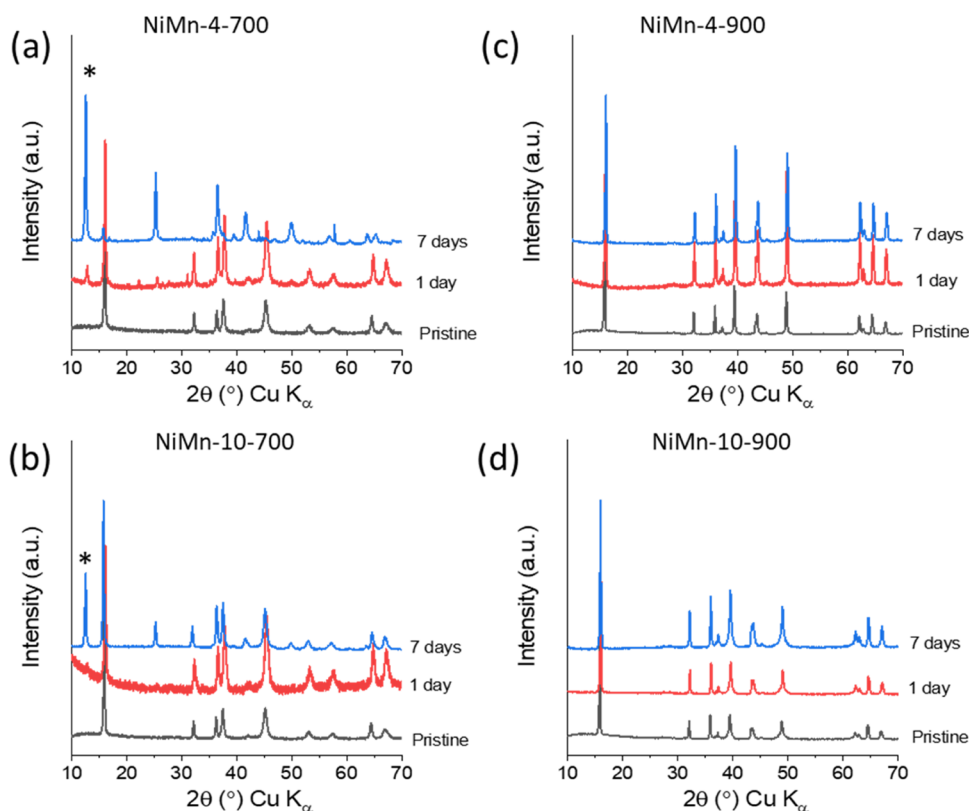 (a)
NiMn-4-700
*
Intensity (a.u.)
7 days
1 day
Pristine
10 20 30 40 50 60 70
2θ (°) Cu Kα
(c)
NiMn-4-900
Intensity (a.u.)
7 days
1 day
Pristine
10 20 30 40 50 60 70
2θ (°) Cu Kα
(b)
NiMn-10-700
*
Intensity (a.u.)
7 days
1 day
Pristine
10 20 30 40 50 60 70
2θ (°) Cu Kα
(d)
NiMn-10-900
Intensity (a.u.)
7 days
1 day
Pristine
10 20 30 40 50 60 70
2θ (°) Cu Kα